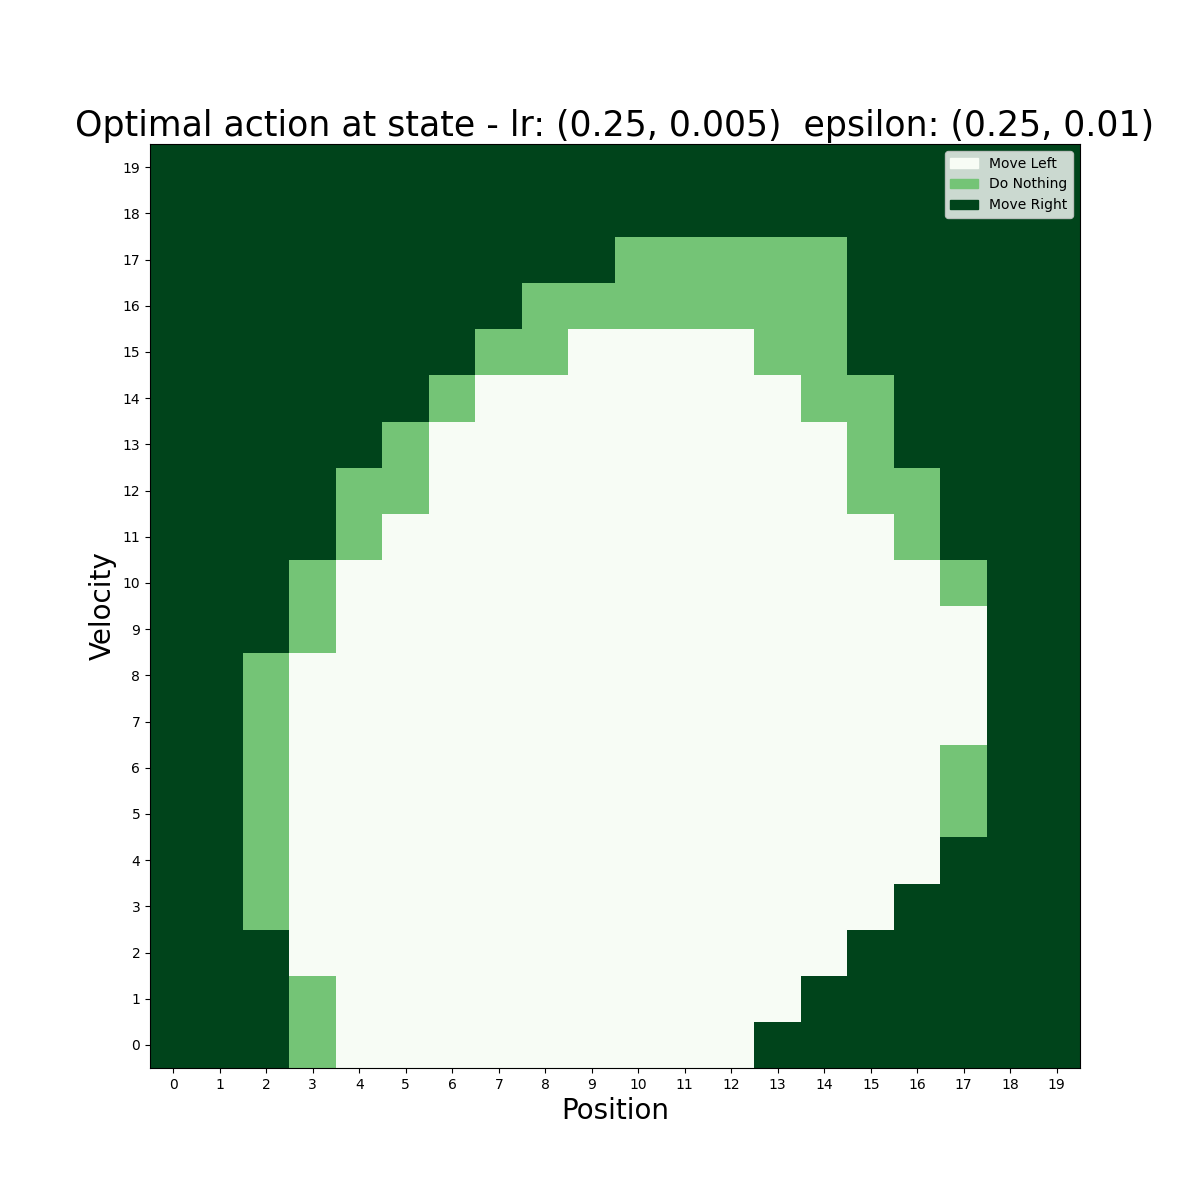 Optimal action at state - lr: (0.25, 0.005)  epsilon: (0.25, 0.01)
Move Left
Do Nothing
Move Right
19
18
17
16
15
14
13
12
11
10
9
8
7
6
5
4
3
2
1
0
Velocity
0 1 2 3 4 5 6 7 8 9 10 11 12 13 14 15 16 17 18 19
Position